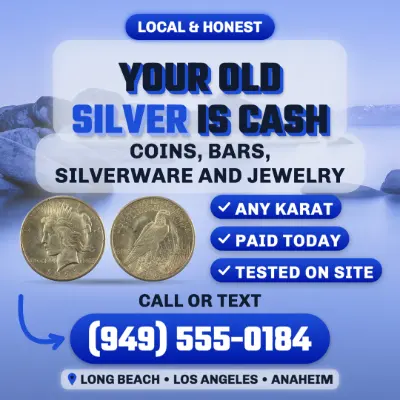 LOCAL & HONEST
YOUR OLD
SILVER IS CASH
COINS, BARS,
SILVERWARE AND JEWELRY
ANY KARAT
PAID TODAY
TESTED ON SITE
CALL OR TEXT
(949) 555-0184
LONG BEACH • LOS ANGELES • ANAHEIM